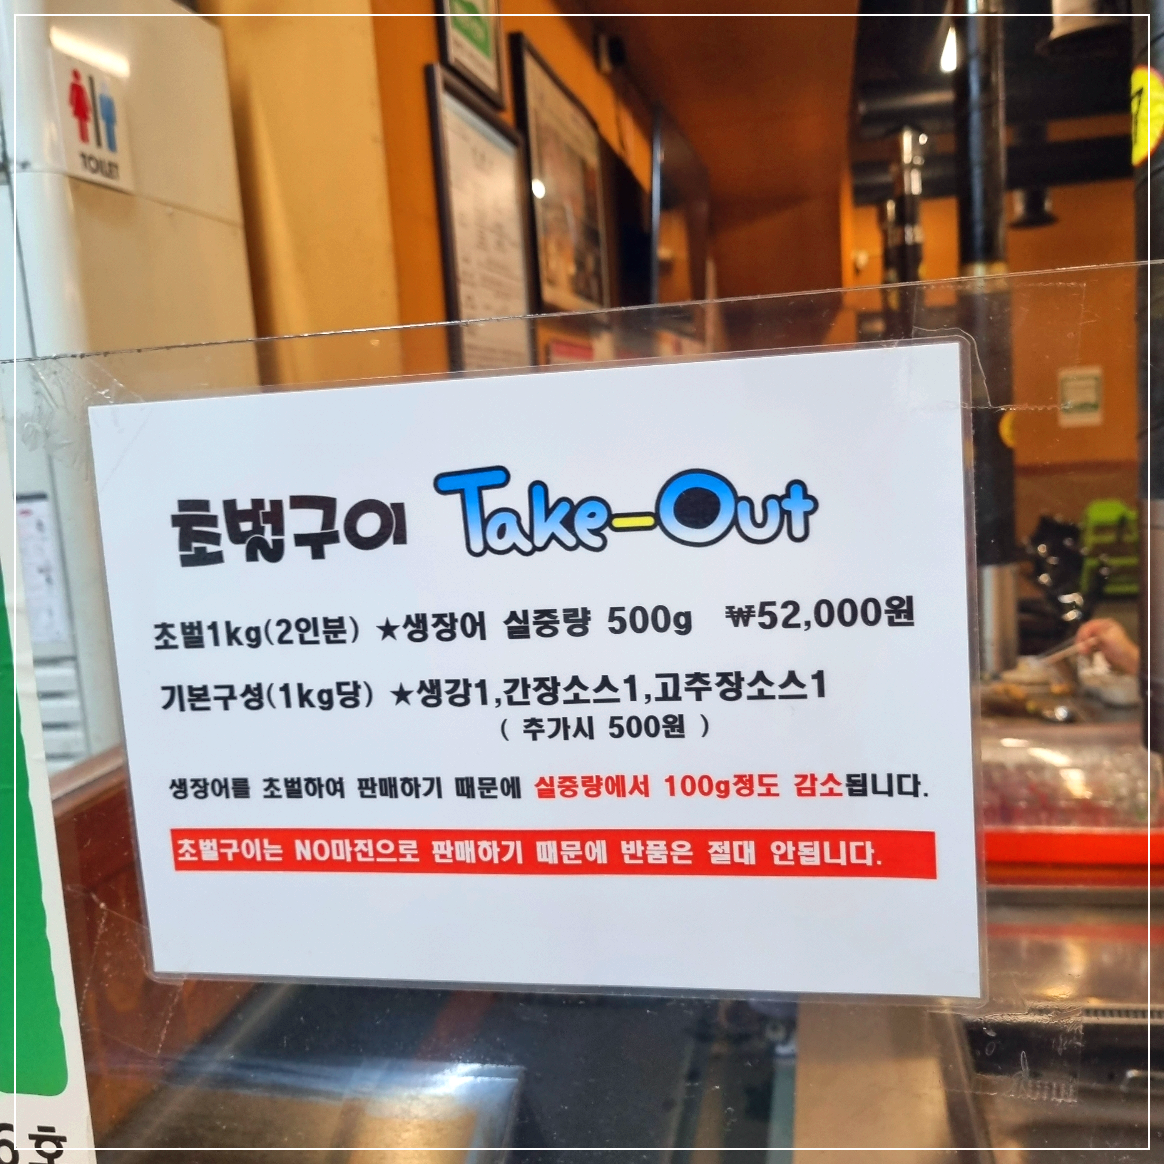 TOILET
초벌구이 Take-Out
초벌1kg(2인분) ★생장어 실중량 500g ₩52,000원
기본구성(1kg당) ★생강1,간장소스1,고추장소스1
( 추가시 500원 )
생장어를 초벌하여 판매하기 때문에 실중량에서 100g정도 감소됩니다.
초벌구이는 NO마진으로 판매하기 때문에 반품은 절대 안됩니다.
6호